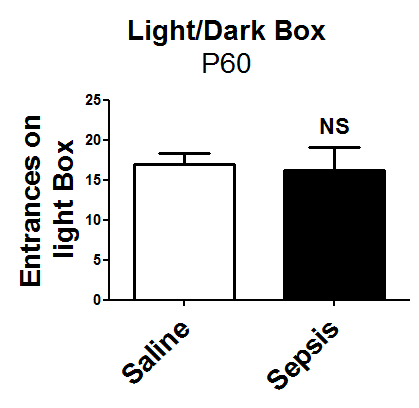 Light/Dark Box
P60
Entrances on
light Box
25
20
15
10
5
0
NS
Saline
Sepsis